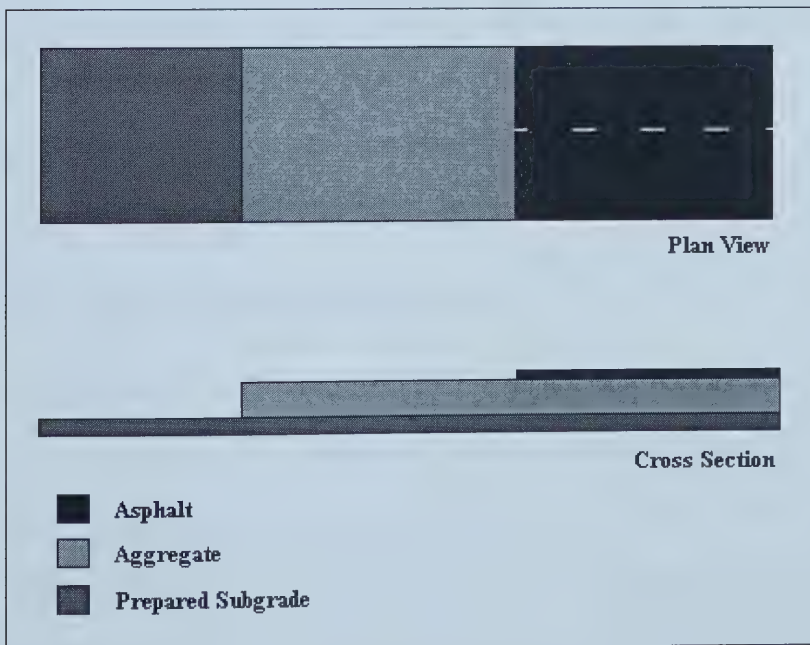 Plan View
Cross Section
Asphalt
Aggregate
Prepared Subgrade